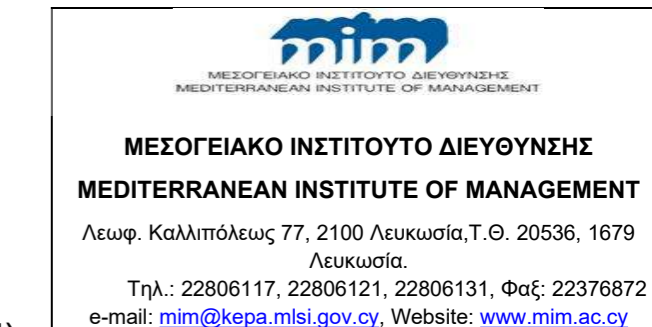 mim
ΜΕΣΟΓΕΙΑΚΟ ΙΝΣΤΙΤΟΥΤΟ ΔΙΕΥΘΥΝΣΗΣ
MEDITERRANEAN INSTITUTE OF MANAGEMENT
ΜΕΣΟΓΕΙΑΚΟ ΙΝΣΤΙΤΟΥΤΟ ΔΙΕΥΘΥΝΣΗΣ
MEDITERRANEAN INSTITUTE OF MANAGEMENT
Λεωφ. Καλλιπόλεως 77, 2100 Λευκωσία,Τ.Θ. 20536, 1679
Λευκωσία.
Τηλ.: 22806117, 22806121, 22806131, Φαξ: 22376872
e-mail: mim@kepa.mlsi.gov.cy, Website: www.mim.ac.cy